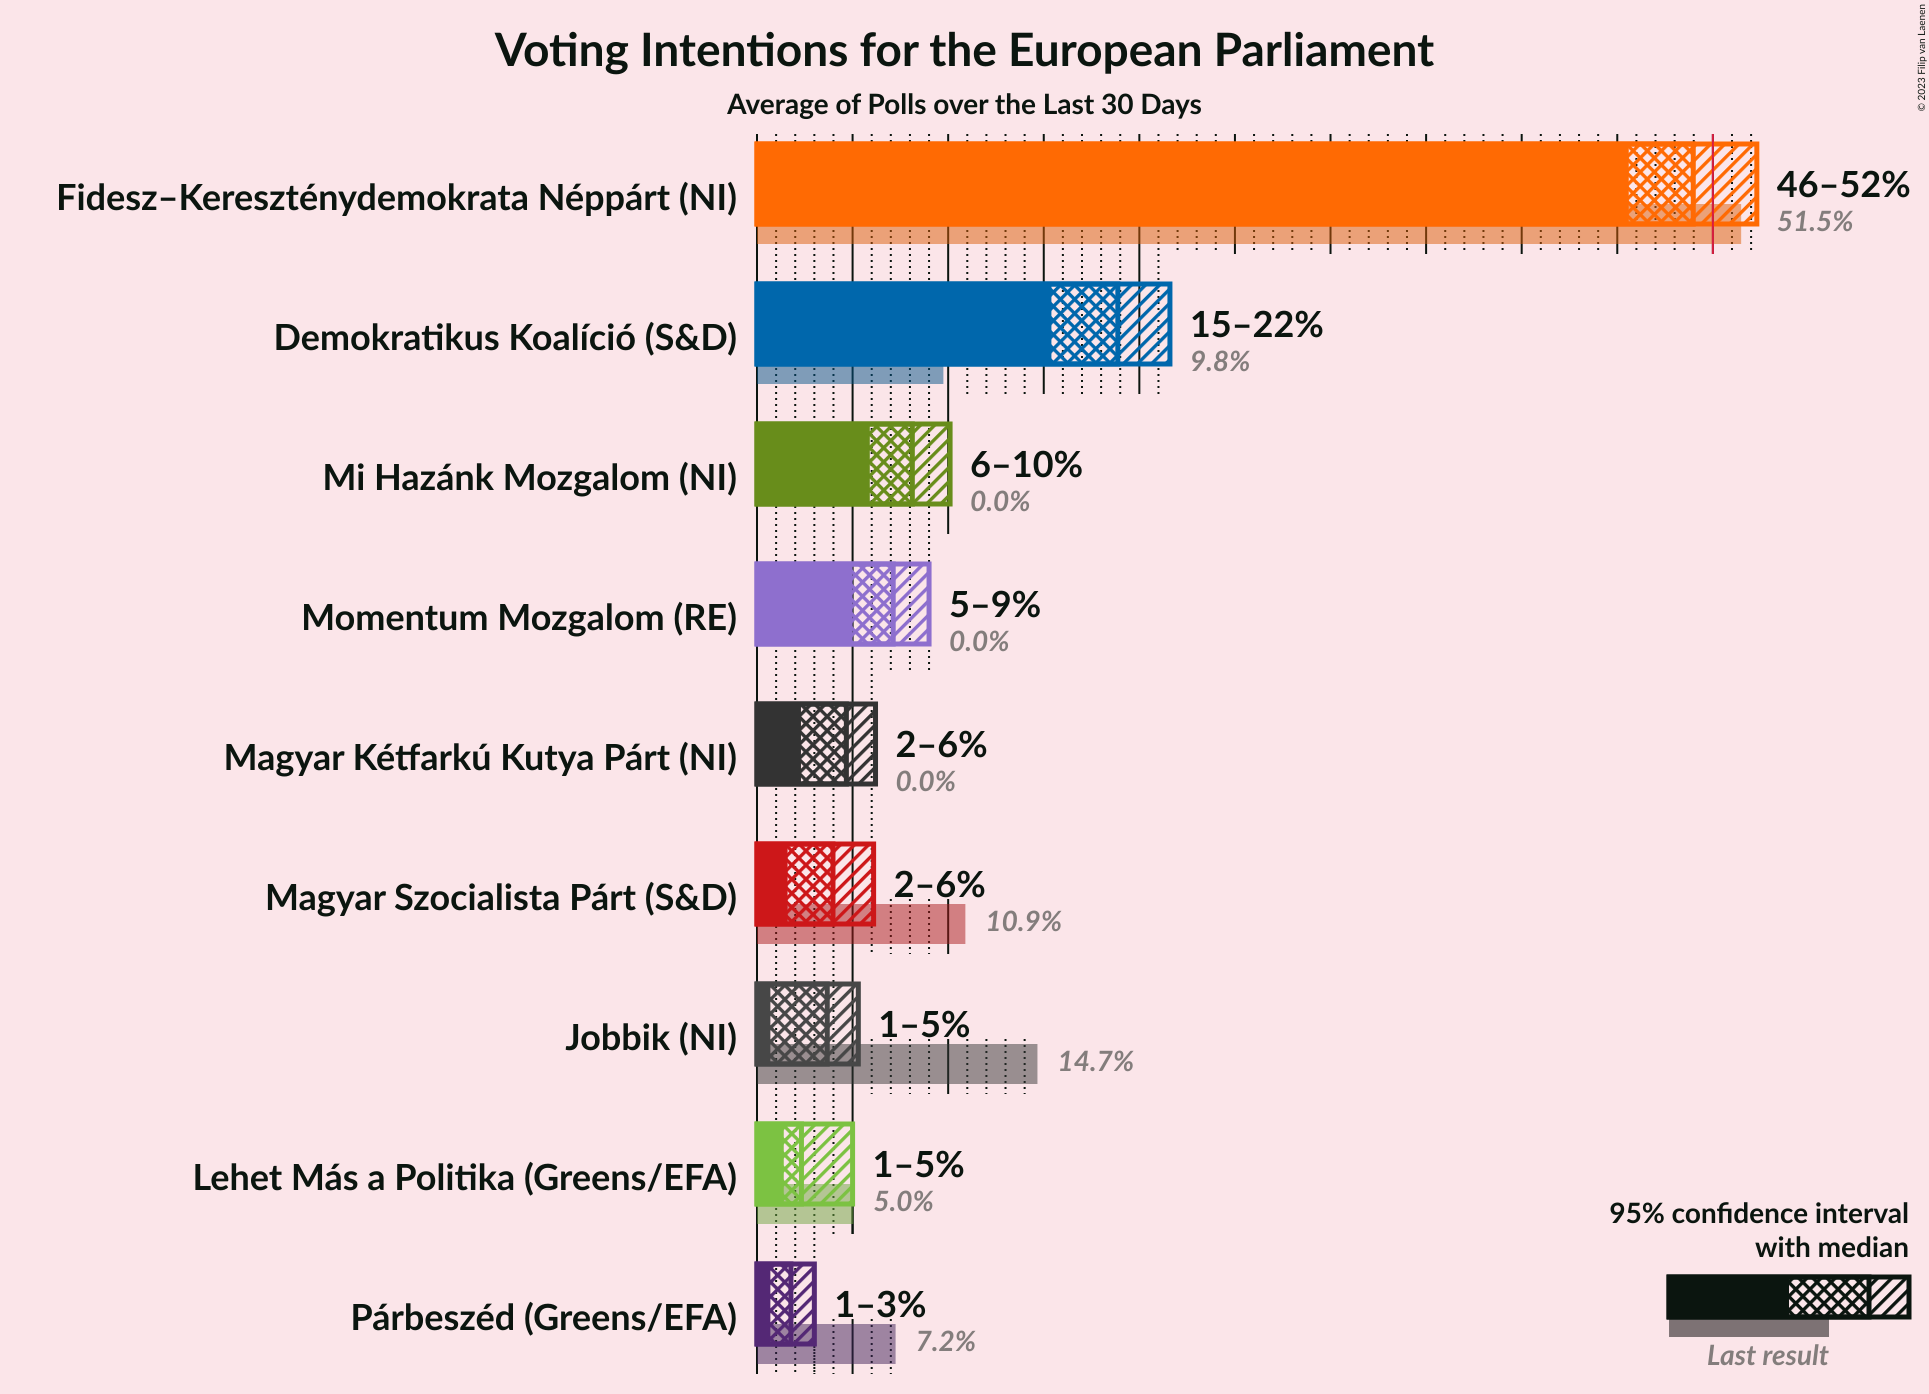 Voting Intentions for the European Parliament
Average of Polls over the Last 30 Days
© 2023 Filip van Laenen
Fidesz–Kereszténydemokrata Néppárt (NI)
46–52%
51.5%
Demokratikus Koalíció (S&D)
15–22%
9.8%
Mi Hazánk Mozgalom (NI)
6–10%
0.0%
Momentum Mozgalom (RE)
5–9%
0.0%
Magyar Kétfarkú Kutya Párt (NI)
2–6%
0.0%
Magyar Szocialista Párt (S&D)
2–6%
10.9%
Jobbik (NI)
1–5%
14.7%
Lehet Más a Politika (Greens/EFA)
1–5%
5.0%
Párbeszéd (Greens/EFA)
1–3%
7.2%
95% confidence interval
with median
Last result